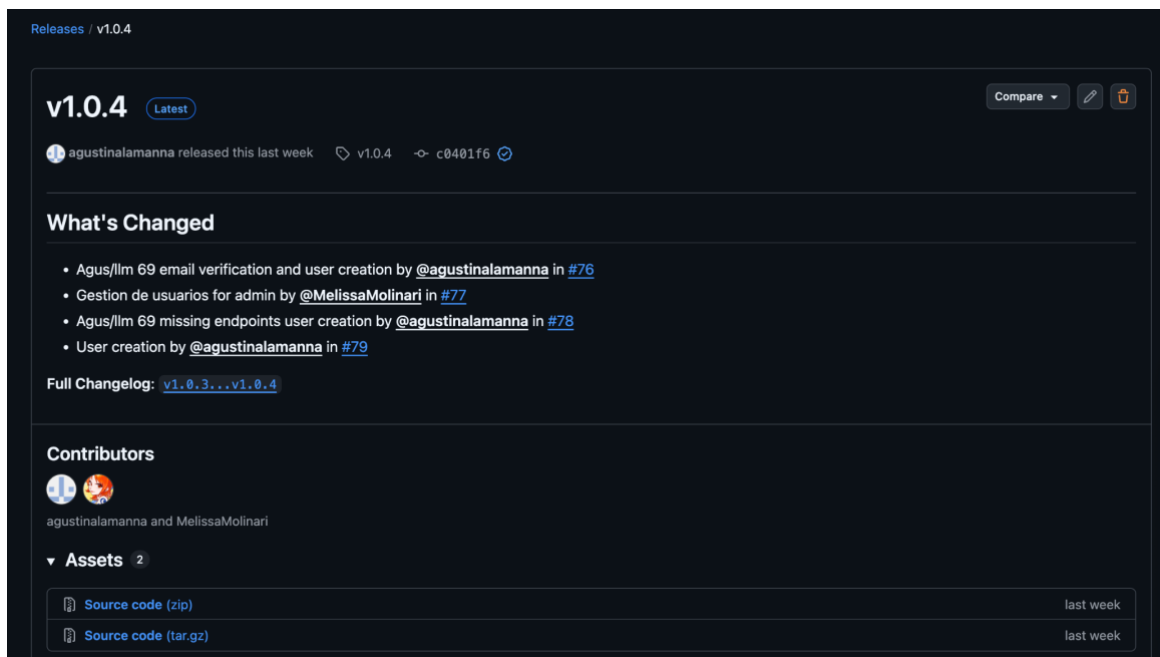 Releases / v1.0.4
v1.0.4 Latest Compare
agustinalamanna released this last week v1.0.4 c0401f6
What's Changed
• Agus/llm 69 email verification and user creation by @agustinalamanna in #76
• Gestion de usuarios for admin by @MelissaMolinari in #77
• Agus/llm 69 missing endpoints user creation by @agustinalamanna in #78
• User creation by @agustinalamanna in #79
Full Changelog: v1.0.3...v1.0.4
Contributors
agustinalamanna and MelissaMolinari
Assets 2
Source code (zip) last week
Source code (tar.gz) last week